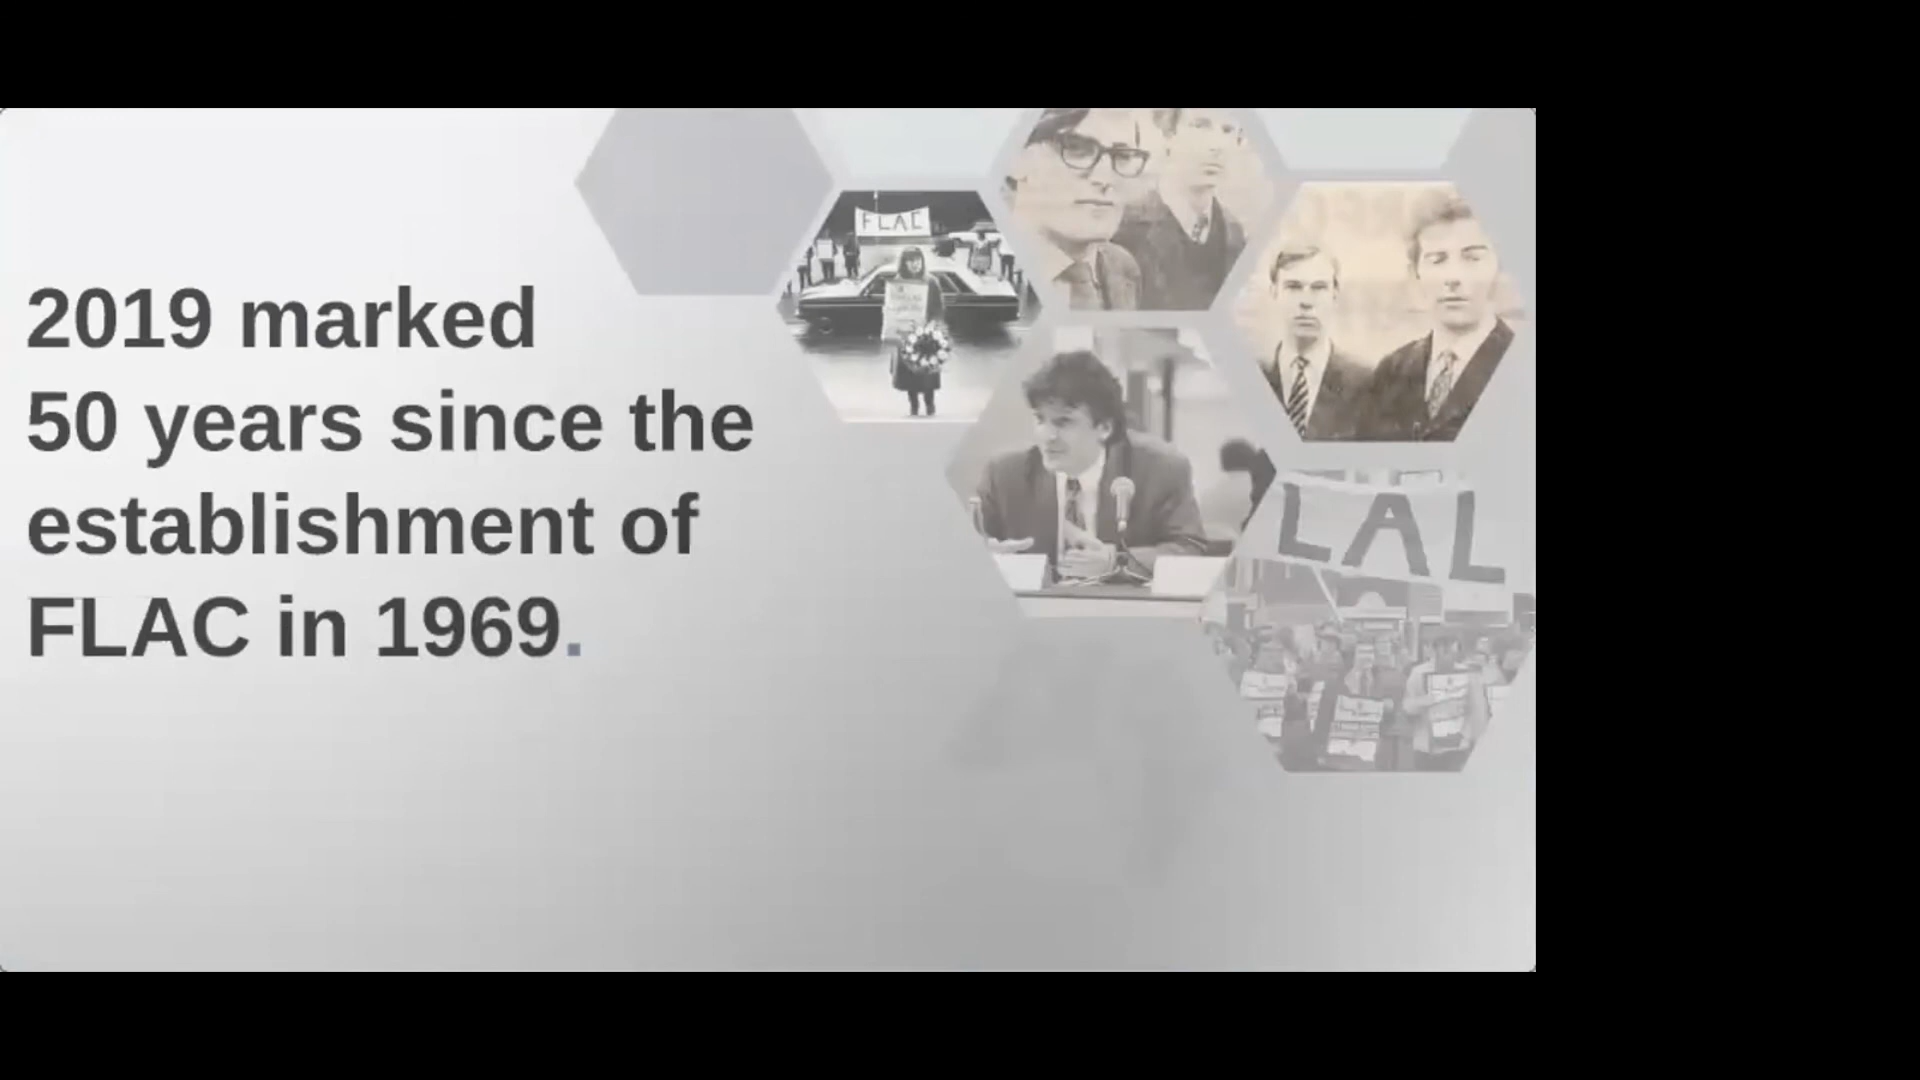 2019 marked
50 years since the
establishment of
FLAC in 1969.
FLAC
LAL